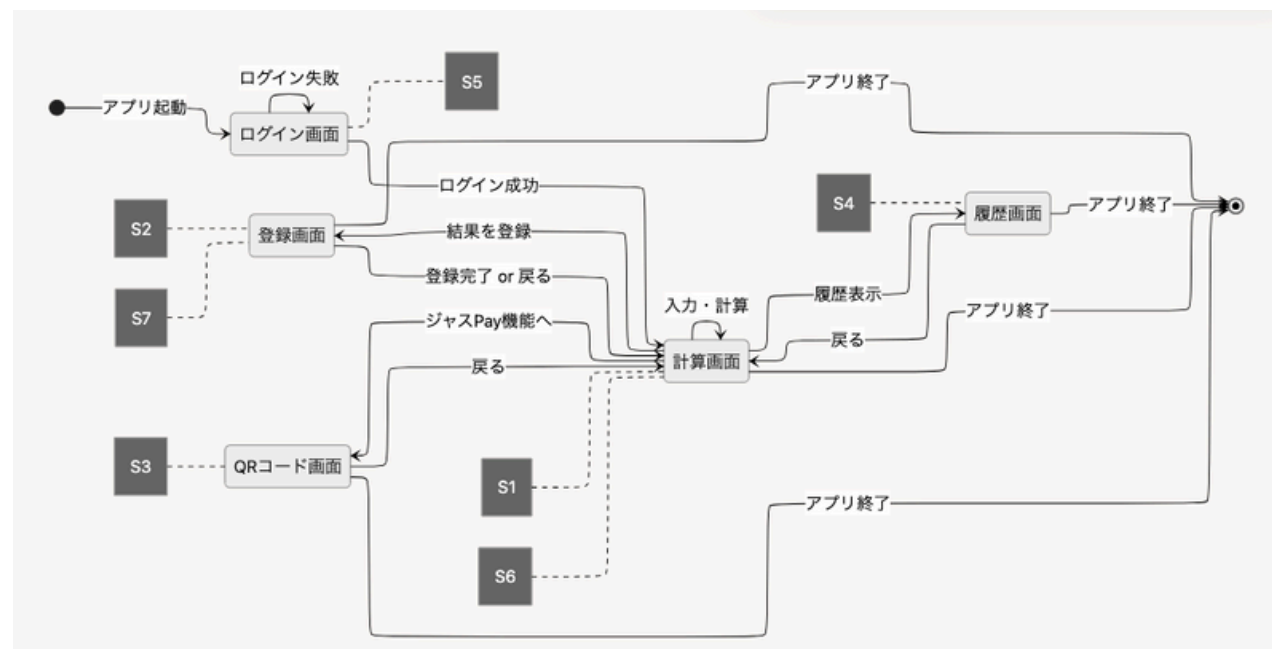 ログイン失敗
S5
アプリ終了
アプリ起動
ログイン画面
ログイン成功
S4
履歴画面
アプリ終了
S2
登録画面
結果を登録
登録完了 or 戻る
履歴表示
入力・計算
アプリ終了
S7
ジャスPay機能へ
戻る
計算画面
戻る
S3
QRコード画面
S1
アプリ終了
S6